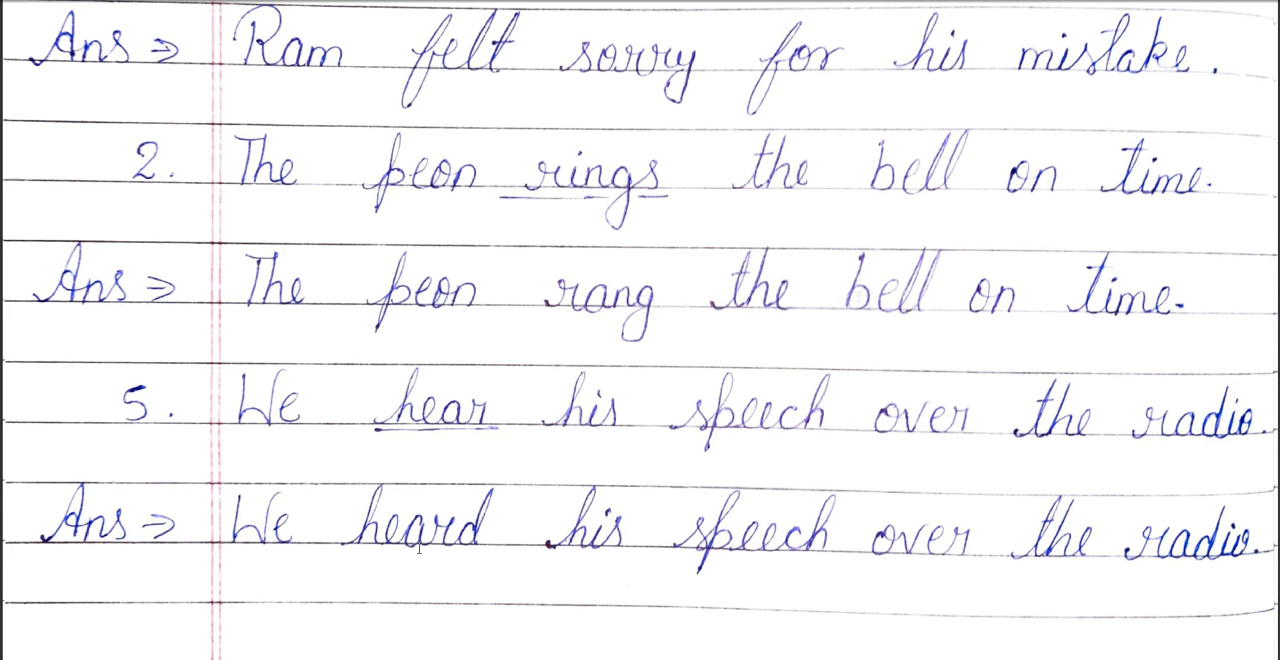 Ans ⇒ Ram felt sorry for his mistake.
2. The peon rings the bell on time.
Ans ⇒ The peon rang the bell on time.
5. We hear his speech over the radio.
Ans ⇒ We heard his speech over the radio.